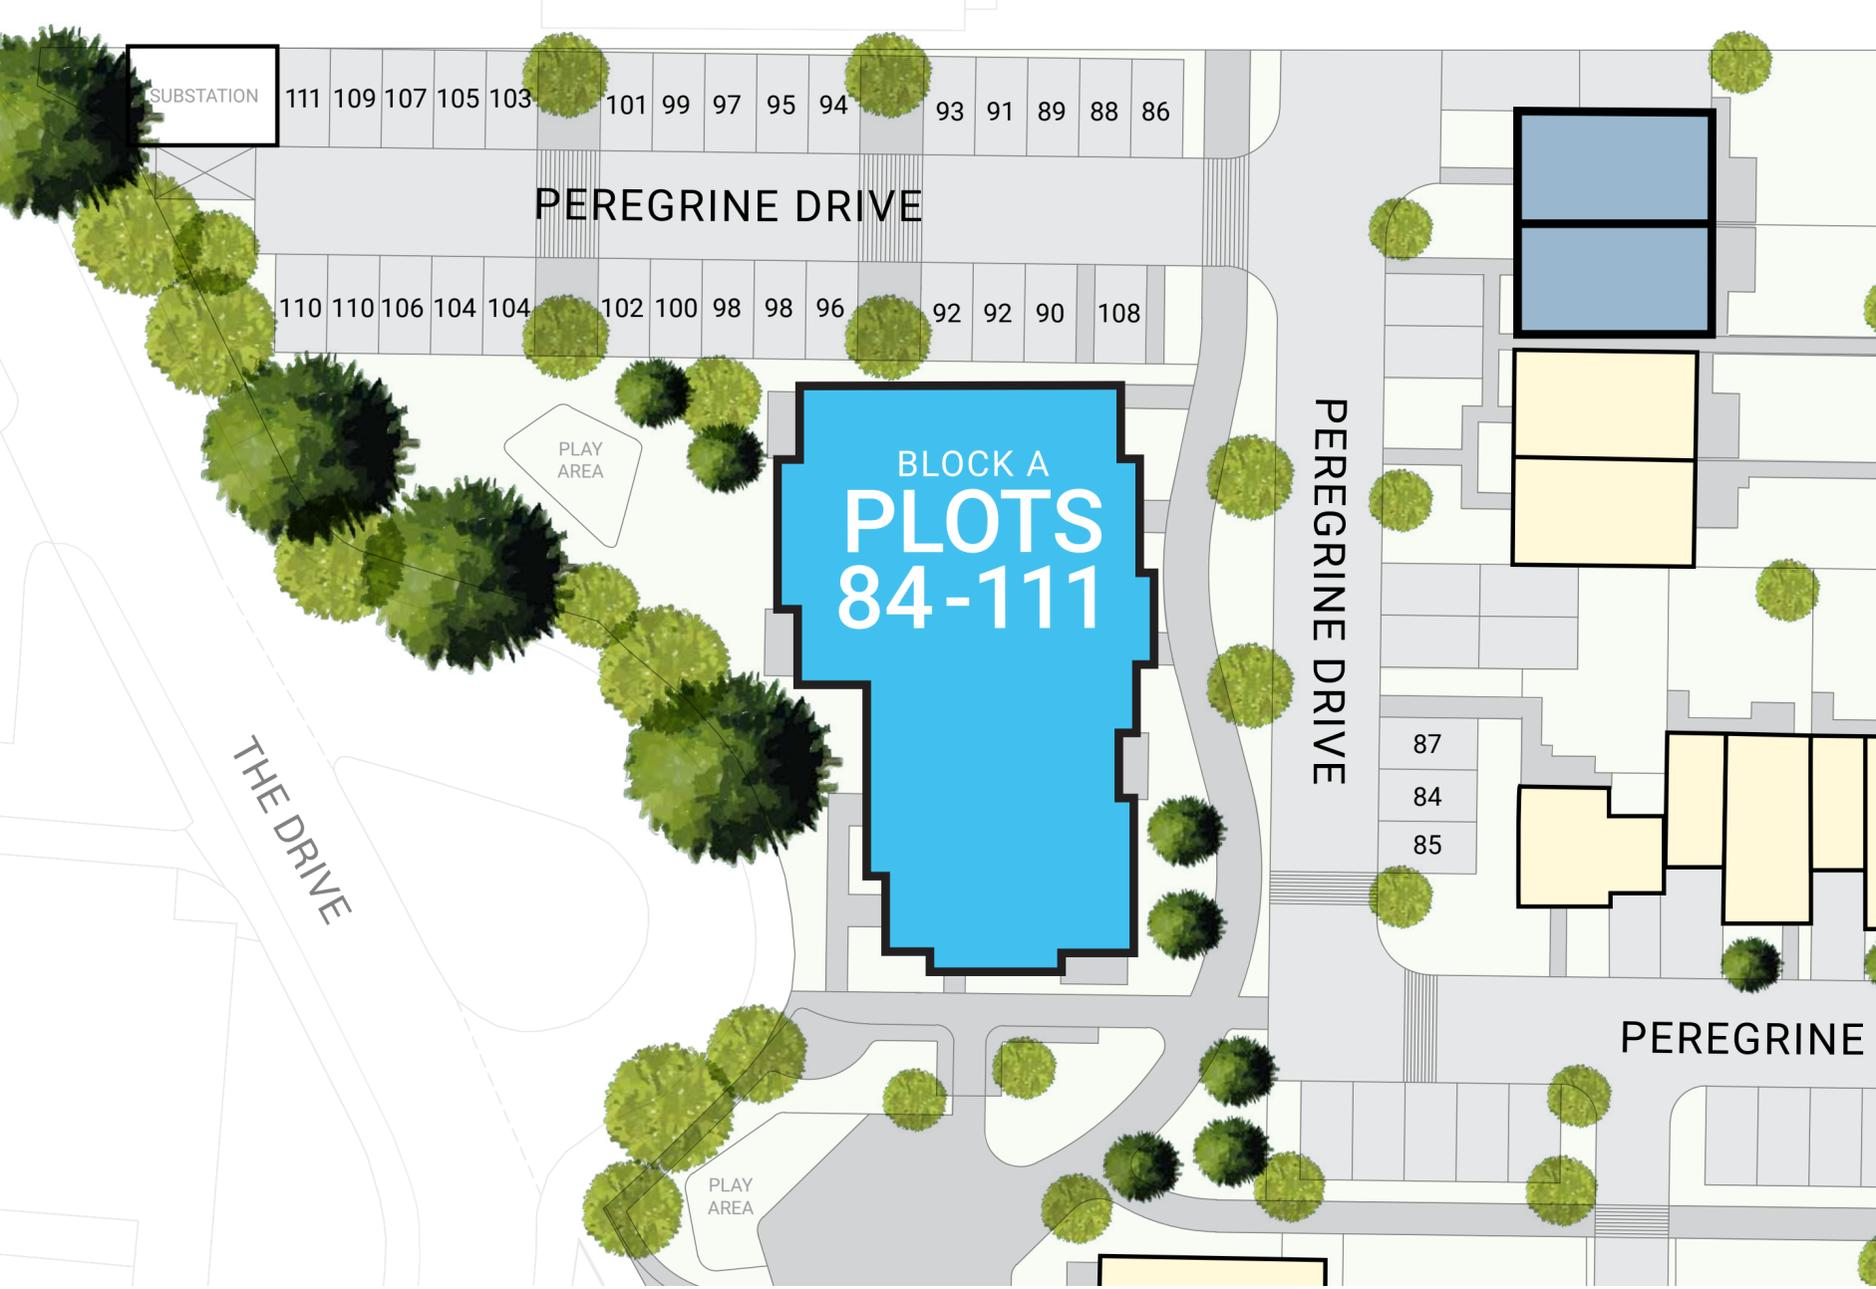 SUBSTATION
111 109 107 105 103 101 99 97 95 94 93 91 89 88 86
PEREGRINE DRIVE
110 110 106 104 104 102 100 98 98 96 92 92 90 108
PLAY
AREA
BLOCK A
PLOTS
84-111
PEREGRINE DRIVE
THE DRIVE
87
84
85
PEREGRINE
PLAY
AREA